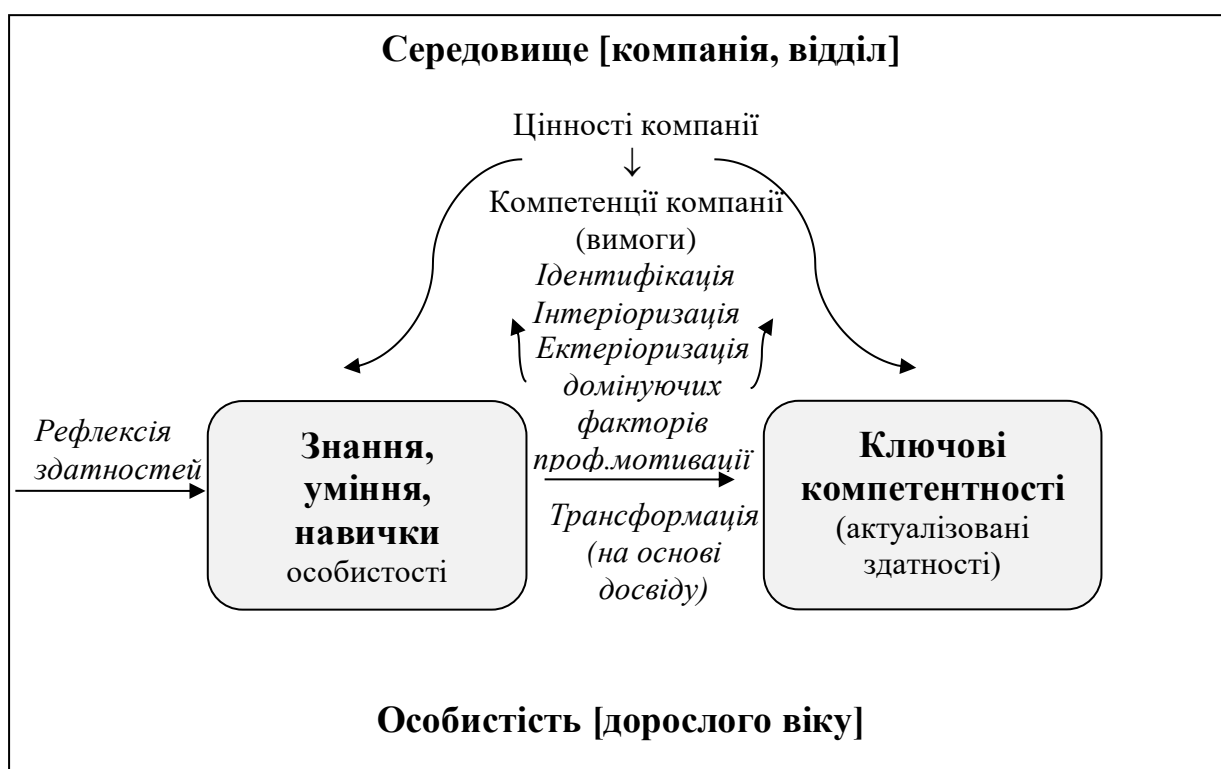 Середовище [компанія, відділ]
Цінності компанії
↓
Компетенції компанії
(вимоги)
Ідентифікація
Інтеріоризація
Ектеріоризація
домінуючих
факторів
проф.мотивації
Рефлексія
здатностей
Знання,
уміння,
навички
особистості
Трансформація
(на основі
досвіду)
Ключові
компетентності
(актуалізовані
здатності)
Особистість [дорослого віку]